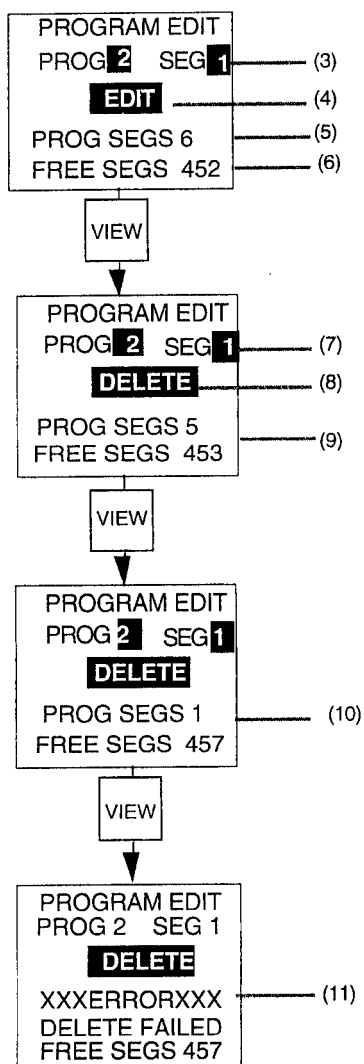 PROGRAM EDIT
PROG 2 SEG 1 (3)
EDIT (4)
PROG SEGS 6 (5)
FREE SEGS 452 (6)
VIEW
PROGRAM EDIT
PROG 2 SEG 1 (7)
DELETE (8)
PROG SEGS 5 (9)
FREE SEGS 453
VIEW
PROGRAM EDIT
PROG 2 SEG 1
DELETE
PROG SEGS 1 (10)
FREE SEGS 457
VIEW
PROGRAM EDIT
PROG 2 SEG 1
DELETE
XXXERRORXXX (11)
DELETE FAILED
FREE SEGS 457